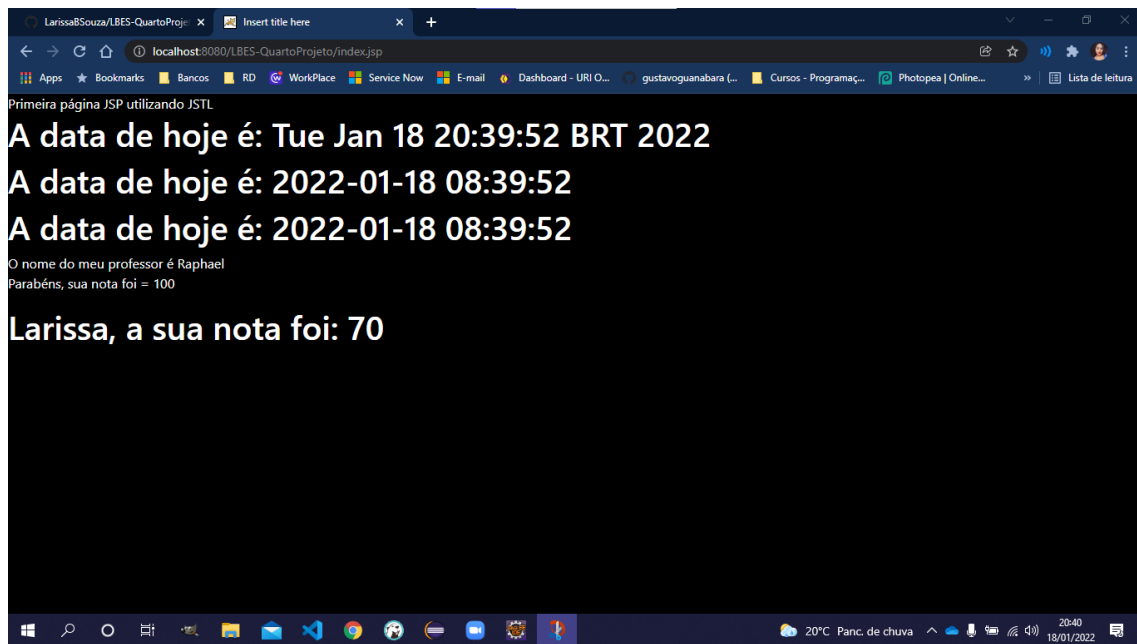 LarissaBSouza/LBES-QuartoProje
Insert title here
localhost:8080/LBES-QuartoProjeto/index.jsp
Apps
Bookmarks
Bancos
RD
WorkPlace
Service Now
E-mail
Dashboard - URI O...
gustavoguanabara (...
Cursos - Programaç...
Photopea | Online...
»
Lista de leitura
Primeira página JSP utilizando JSTL
A data de hoje é: Tue Jan 18 20:39:52 BRT 2022
A data de hoje é: 2022-01-18 08:39:52
A data de hoje é: 2022-01-18 08:39:52
O nome do meu professor é Raphael
Parabéns, sua nota foi = 100
Larissa, a sua nota foi: 70
20°C Panc. de chuva
20:40
18/01/2022